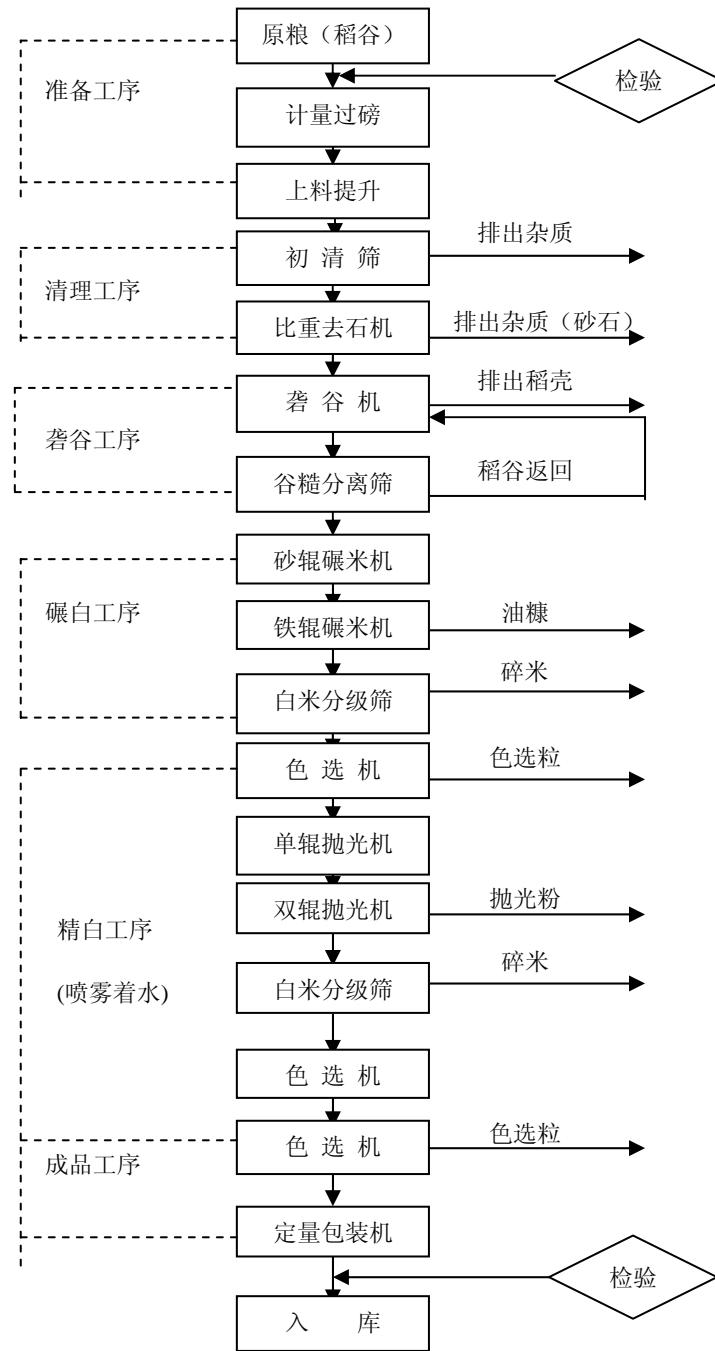 原粮（稻谷）
检验
准备工序
计量过磅
上料提升
排出杂质
初 清 筛
清理工序
比重去石机
排出杂质（砂石）
排出稻壳
砻 谷 机
砻谷工序
谷糙分离筛
稻谷返回
砂辊碾米机
碾白工序
铁辊碾米机
油糠
碎米
白米分级筛
色 选 机
色选粒
单辊抛光机
双辊抛光机
抛光粉
精白工序
(喷雾着水)
碎米
白米分级筛
色 选 机
色 选 机
色选粒
成品工序
定量包装机
检验
入 库